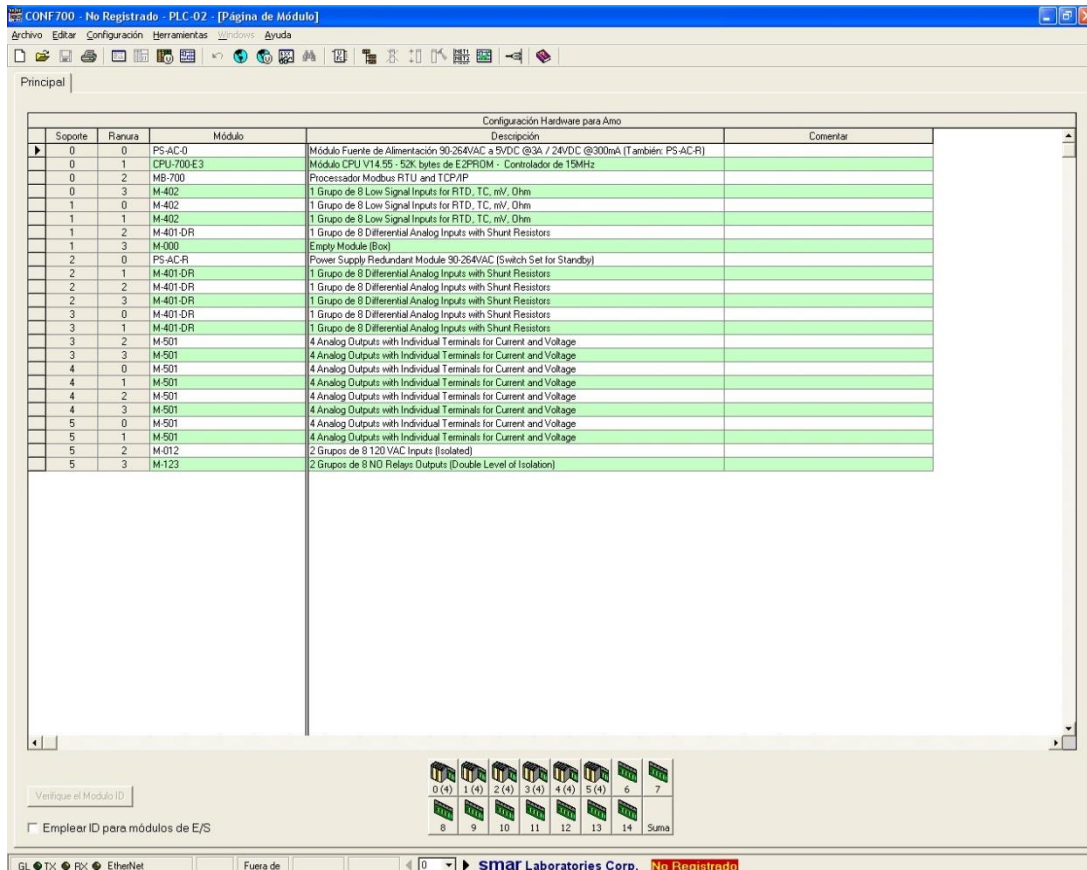 CONF700 - No Registrado - PLC-02 - [Página de Módulo]
Archivo Editar Configuración Herramientas Windows Ayuda
Principal
Configuración Hardware para Amo
Soporte Ranura Módulo Descripción Comentar
0 0 PS-AC-0 Módulo Fuente de Alimentación 90-264VAC a 5VDC @3A / 24VDC @300mA (También: PS-AC-R)
0 1 CPU-700-E3 Módulo CPU V14.55 - 52K bytes de E2PROM - Controlador de 15MHz
0 2 MB-700 Processador Modbus RTU and TCP/IP
0 3 M-402 1 Grupo de 8 Low Signal Inputs for RTD, TC, mV, Ohm
1 0 M-402 1 Grupo de 8 Low Signal Inputs for RTD, TC, mV, Ohm
1 1 M-402 1 Grupo de 8 Low Signal Inputs for RTD, TC, mV, Ohm
1 2 M-401-DR 1 Grupo de 8 Differential Analog Inputs with Shunt Resistors
1 3 M-000 Empty Module (Box)
2 0 PS-AC-R Power Supply Redundant Module 90-264VAC (Switch Set for Standby)
2 1 M-401-DR 1 Grupo de 8 Differential Analog Inputs with Shunt Resistors
2 2 M-401-DR 1 Grupo de 8 Differential Analog Inputs with Shunt Resistors
2 3 M-401-DR 1 Grupo de 8 Differential Analog Inputs with Shunt Resistors
3 0 M-401-DR 1 Grupo de 8 Differential Analog Inputs with Shunt Resistors
3 1 M-401-DR 1 Grupo de 8 Differential Analog Inputs with Shunt Resistors
3 2 M-501 4 Analog Outputs with Individual Terminals for Current and Voltage
3 3 M-501 4 Analog Outputs with Individual Terminals for Current and Voltage
4 0 M-501 4 Analog Outputs with Individual Terminals for Current and Voltage
4 1 M-501 4 Analog Outputs with Individual Terminals for Current and Voltage
4 2 M-501 4 Analog Outputs with Individual Terminals for Current and Voltage
4 3 M-501 4 Analog Outputs with Individual Terminals for Current and Voltage
5 0 M-501 4 Analog Outputs with Individual Terminals for Current and Voltage
5 1 M-501 4 Analog Outputs with Individual Terminals for Current and Voltage
5 2 M-012 2 Grupos de 8 120 VAC Inputs (Isolated)
5 3 M-123 2 Grupos de 8 NO Relays Outputs (Double Level of Isolation)
0 (4) 1 (4) 2 (4) 3 (4) 4 (4) 5 (4) 6 7
Verifique el Modulo ID
8 9 10 11 12 13 14 Suma
Emplear ID para módulos de E/S
GL TX RX EtherNet Fuera de 0 smar Laboratories Corp. No Registrado